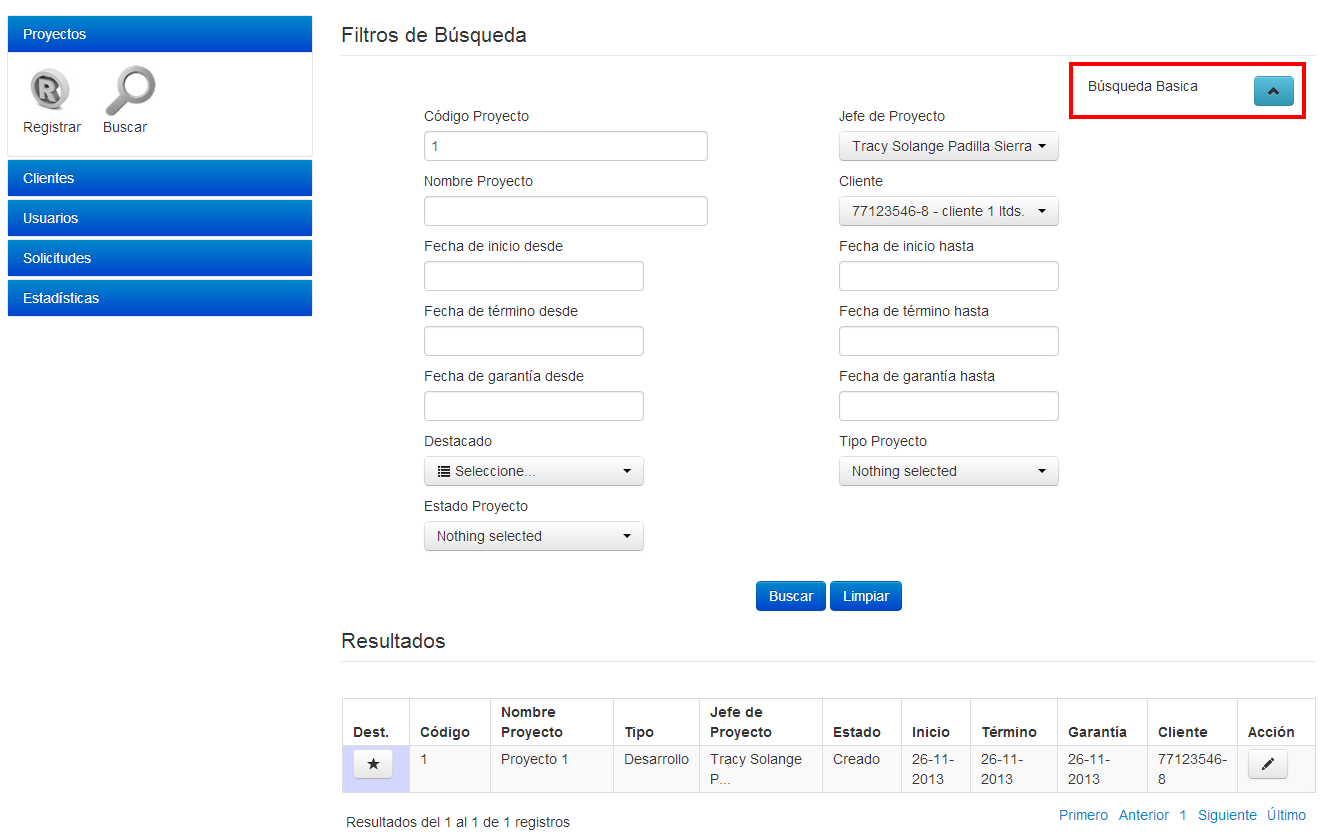 Proyectos
Registrar Buscar
Clientes
Usuarios
Solicitudes
Estadísticas
Filtros de Búsqueda
Búsqueda Basica
Código Proyecto Jefe de Proyecto
1 Tracy Solange Padilla Sierra
Nombre Proyecto Cliente
77123546-8 - cliente 1 ltds.
Fecha de inicio desde Fecha de inicio hasta
Fecha de término desde Fecha de término hasta
Fecha de garantía desde Fecha de garantía hasta
Destacado Tipo Proyecto
Seleccione... Nothing selected
Estado Proyecto
Nothing selected
Buscar Limpiar
Resultados
Nombre Jefe de
Dest. Código Proyecto Tipo Proyecto Estado Inicio Término Garantía Cliente Acción
1 Proyecto 1 Desarrollo Tracy Solange Creado 26-11- 26-11- 26-11- 77123546-
P... 2013 2013 2013 8
Resultados del 1 al 1 de 1 registros
Primero Anterior 1 Siguiente Último